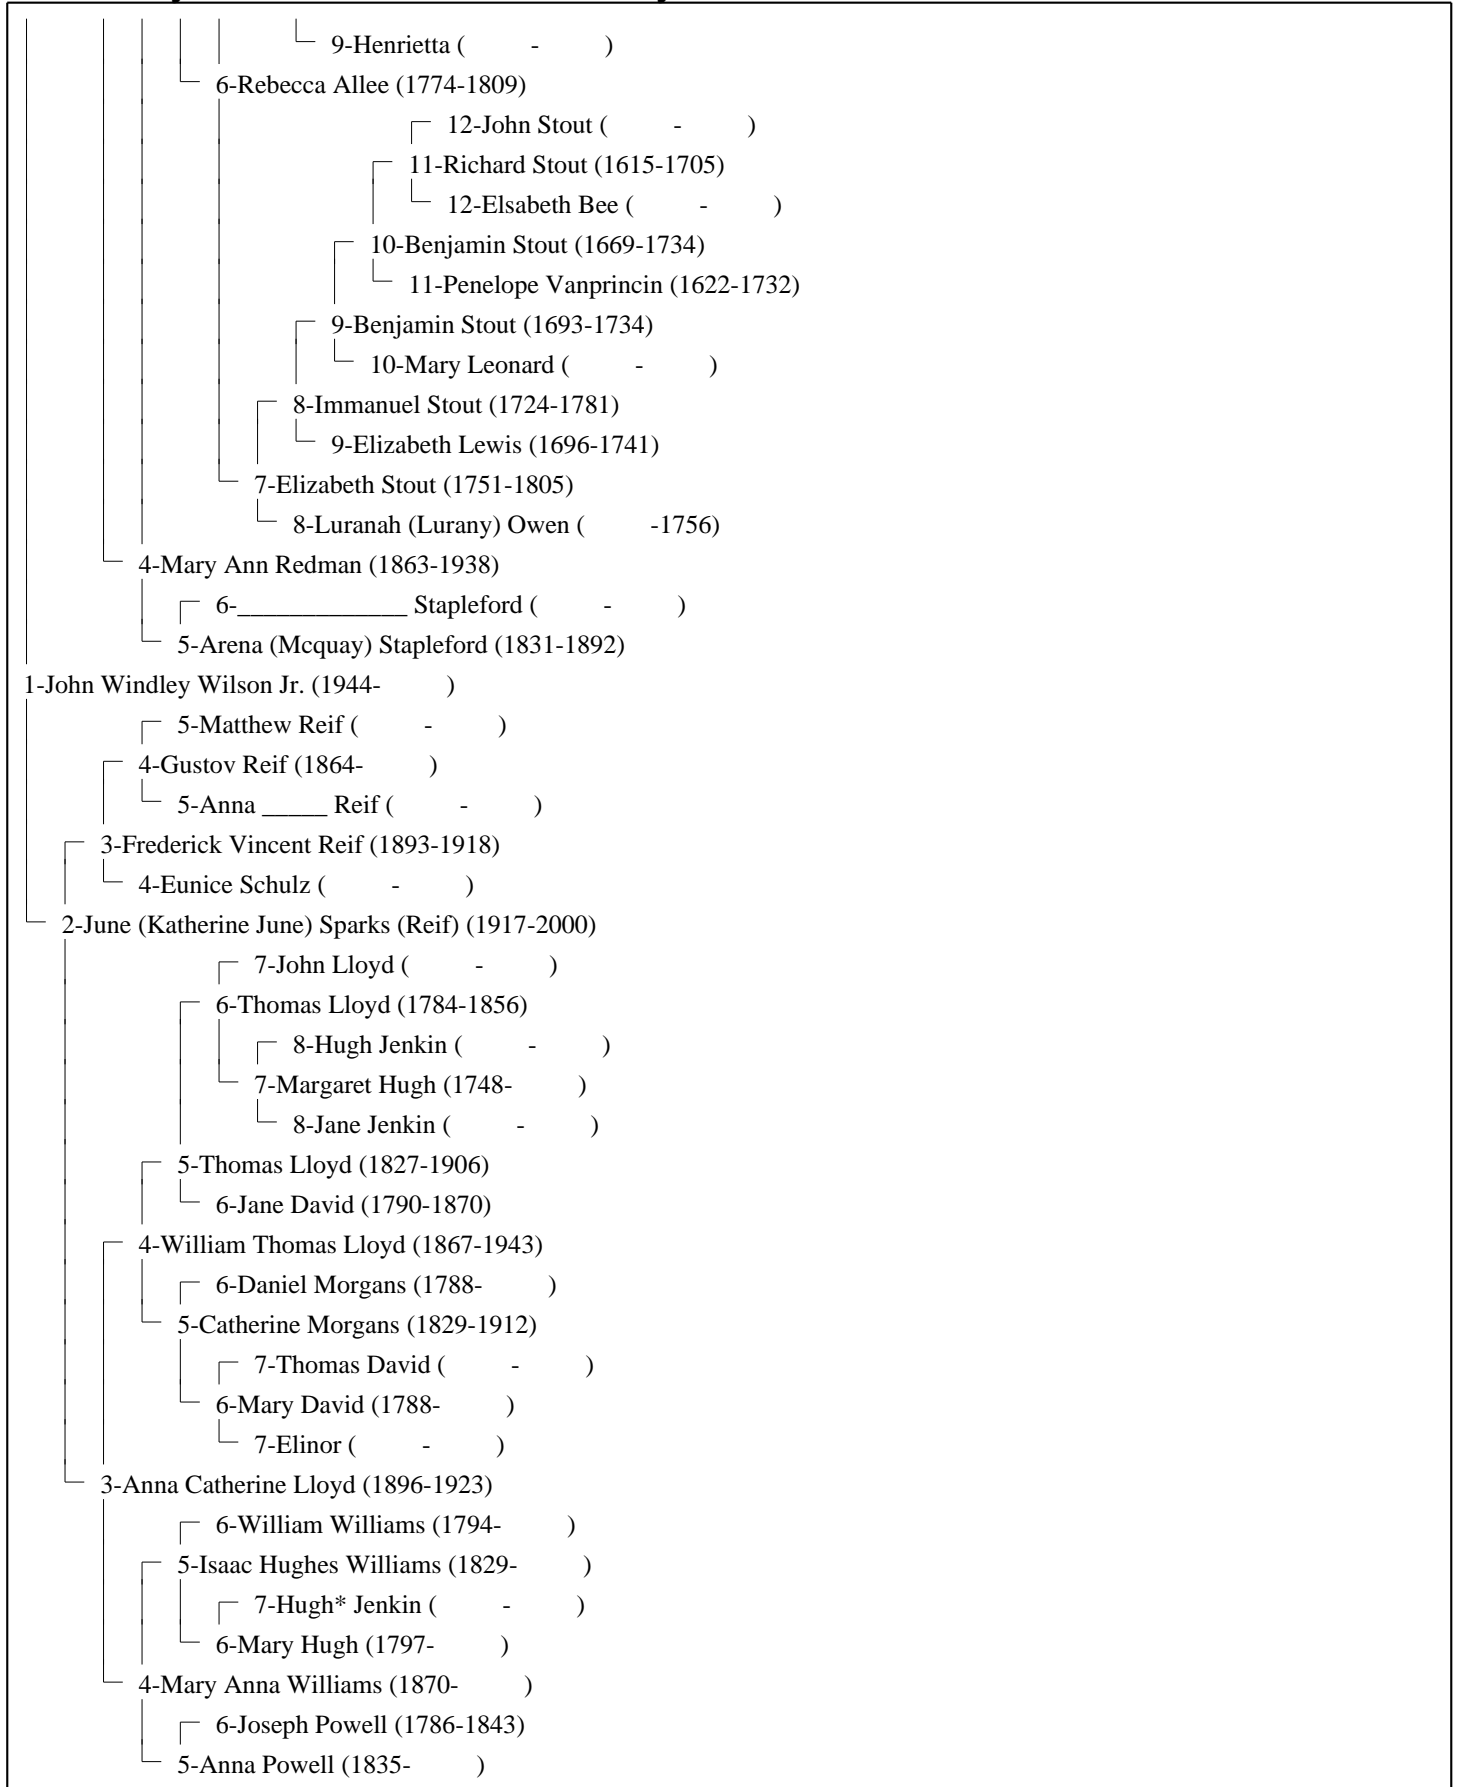 9-Henrietta ( - )
6-Rebecca Allee (1774-1809)
12-John Stout ( - )
11-Richard Stout (1615-1705)
12-Elsabeth Bee ( - )
10-Benjamin Stout (1669-1734)
11-Penelope Vanprincin (1622-1732)
9-Benjamin Stout (1693-1734)
10-Mary Leonard ( - )
8-Immanuel Stout (1724-1781)
9-Elizabeth Lewis (1696-1741)
7-Elizabeth Stout (1751-1805)
8-Luranah (Lurany) Owen ( -1756)
4-Mary Ann Redman (1863-1938)
6-_____________ Stapleford ( - )
5-Arena (Mcquay) Stapleford (1831-1892)
1-John Windley Wilson Jr. (1944- )
5-Matthew Reif ( - )
4-Gustov Reif (1864- )
5-Anna _____ Reif ( - )
3-Frederick Vincent Reif (1893-1918)
4-Eunice Schulz ( - )
2-June (Katherine June) Sparks (Reif) (1917-2000)
7-John Lloyd ( - )
6-Thomas Lloyd (1784-1856)
8-Hugh Jenkin ( - )
7-Margaret Hugh (1748- )
8-Jane Jenkin ( - )
5-Thomas Lloyd (1827-1906)
6-Jane David (1790-1870)
4-William Thomas Lloyd (1867-1943)
6-Daniel Morgans (1788- )
5-Catherine Morgans (1829-1912)
7-Thomas David ( - )
6-Mary David (1788- )
7-Elinor ( - )
3-Anna Catherine Lloyd (1896-1923)
6-William Williams (1794- )
5-Isaac Hughes Williams (1829- )
7-Hugh* Jenkin ( - )
6-Mary Hugh (1797- )
4-Mary Anna Williams (1870- )
6-Joseph Powell (1786-1843)
5-Anna Powell (1835- )